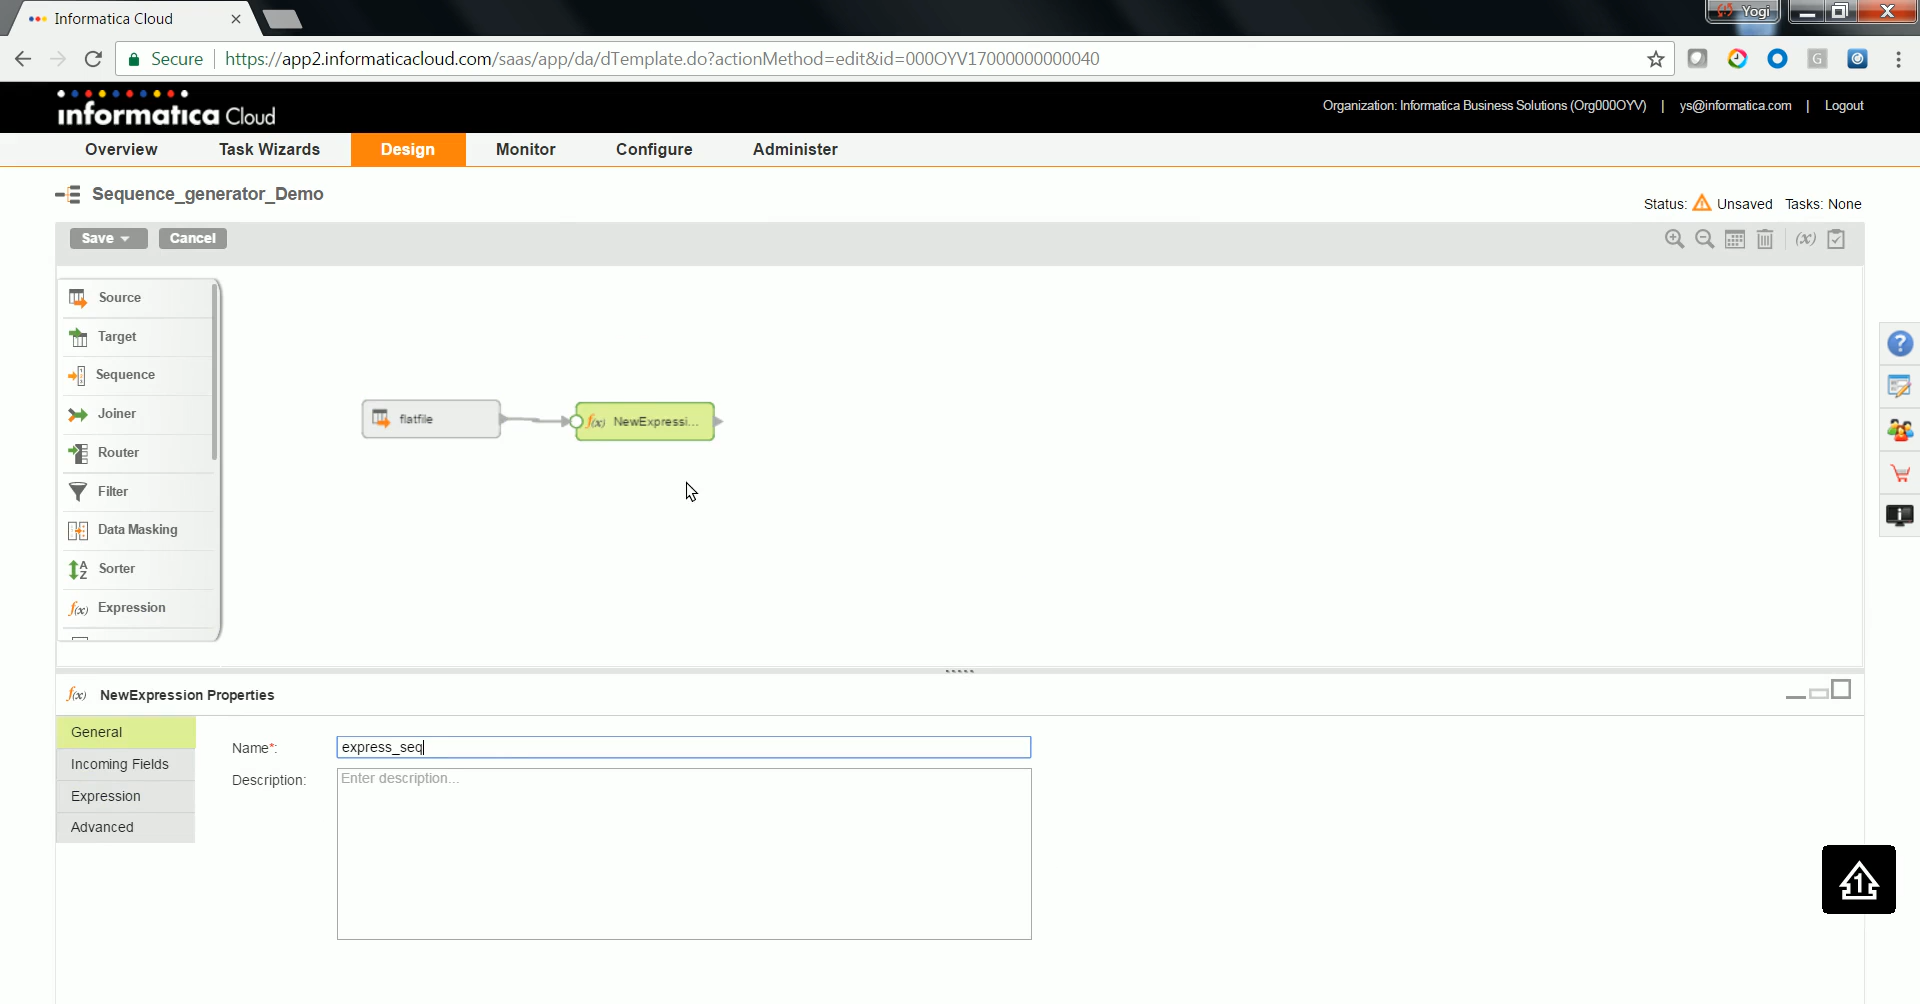 Informatica Cloud
Yogi
Secure https://app2.informaticacloud.com/saas/app/da/dTemplate.do?actionMethod=edit&id=000OYV17000000000040
informatica Cloud
Organization: Informatica Business Solutions (Org000OYV) | ys@informatica.com | Logout
Overview Task Wizards Design Monitor Configure Administer
Sequence_generator_Demo
Status: Unsaved Tasks: None
Save Cancel
(x)
Source
Target
Sequence
Joiner
Router
Filter
Data Masking
Sorter
f(x) Expression
flatfile
f(x) NewExpressi...
f(x) NewExpression Properties
General
Incoming Fields
Expression
Advanced
Name*: express_seq
Description: Enter description...
1